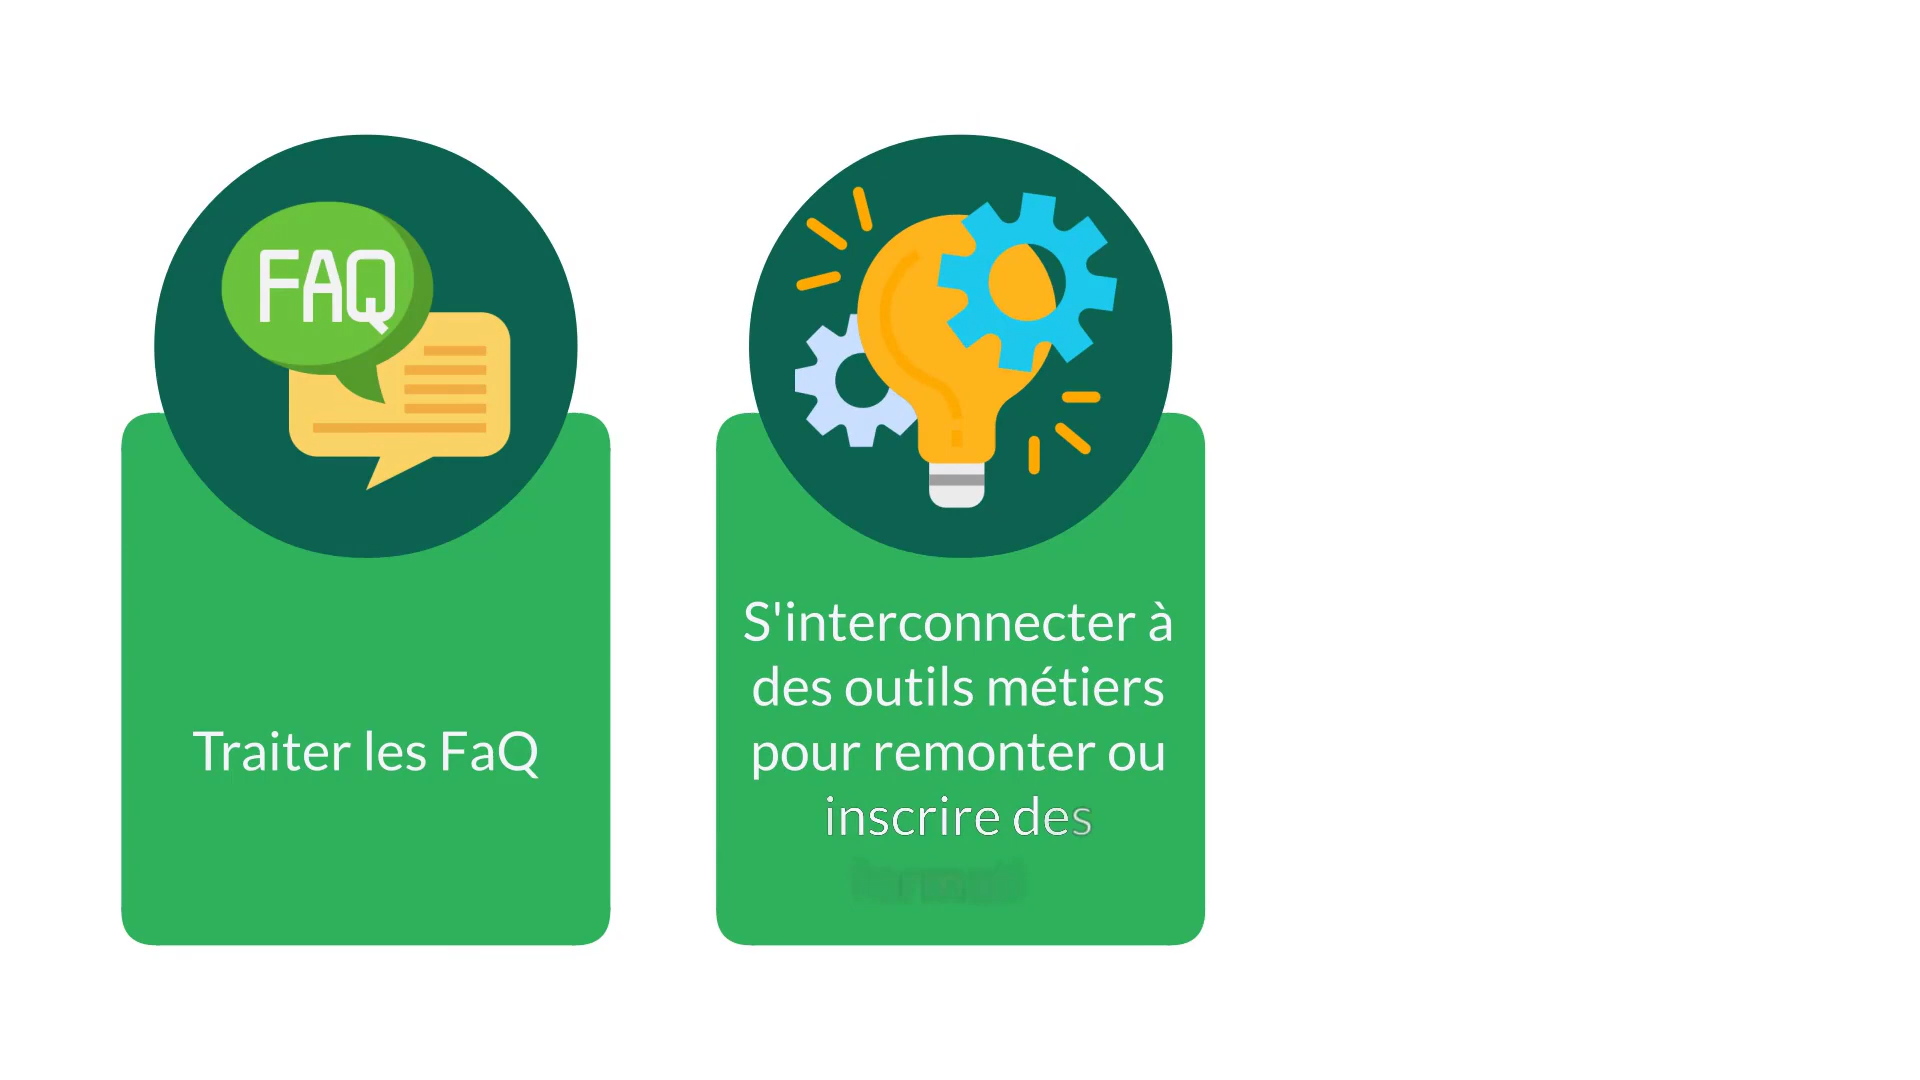 FAQ
Traiter les FaQ
S'interconnecter à
des outils métiers
pour remonter ou
inscrire des